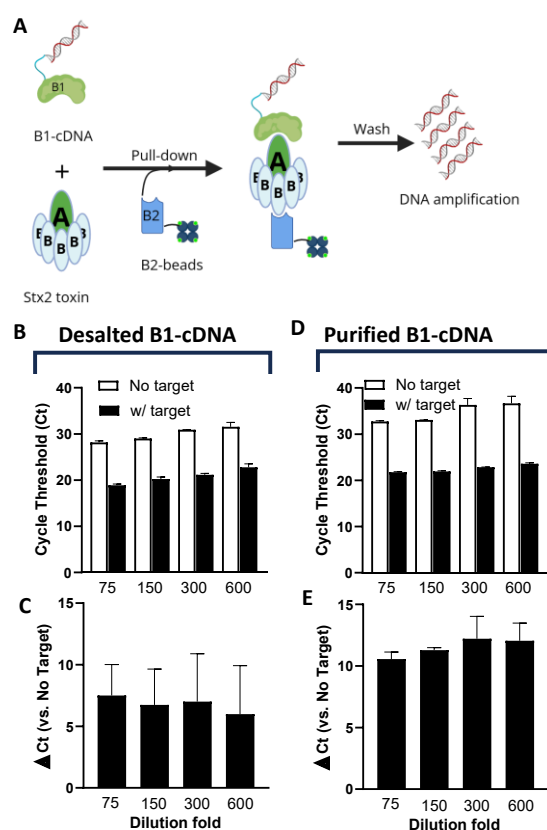 A
B1
B1-cDNA
+
A
B B B B B
Stx2 toxin
Pull-down
B2
B2-beads
A
B B B B B
Wash
DNA amplification
B
Desalted B1-cDNA
Cycle Threshold (Ct)
40
30
20
10
0
No target
w/ target
75 150 300 600
C
▲Ct (vs. No Target)
15
10
5
0
75 150 300 600
Dilution fold
D
Purified B1-cDNA
Cycle Threshold (Ct)
40
30
20
10
0
No target
w/ target
75 150 300 600
E
▲Ct (vs. No Target)
15
10
5
0
75 150 300 600
Dilution fold